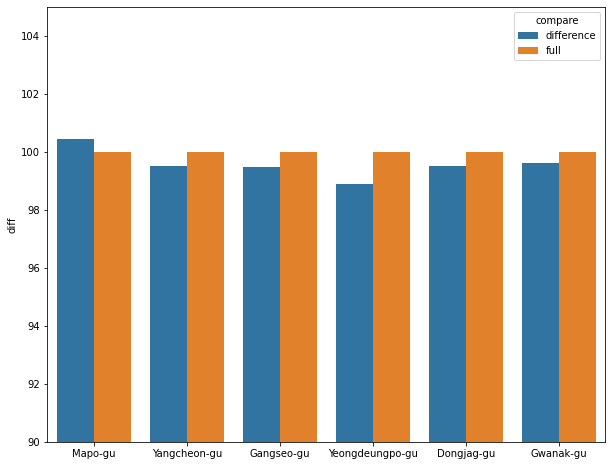 compare
difference
full
104
102
100
98
96
94
92
90
diff
Mapo-gu
Yangcheon-gu
Gangseo-gu
Yeongdeungpo-gu
Dongjag-gu
Gwanak-gu